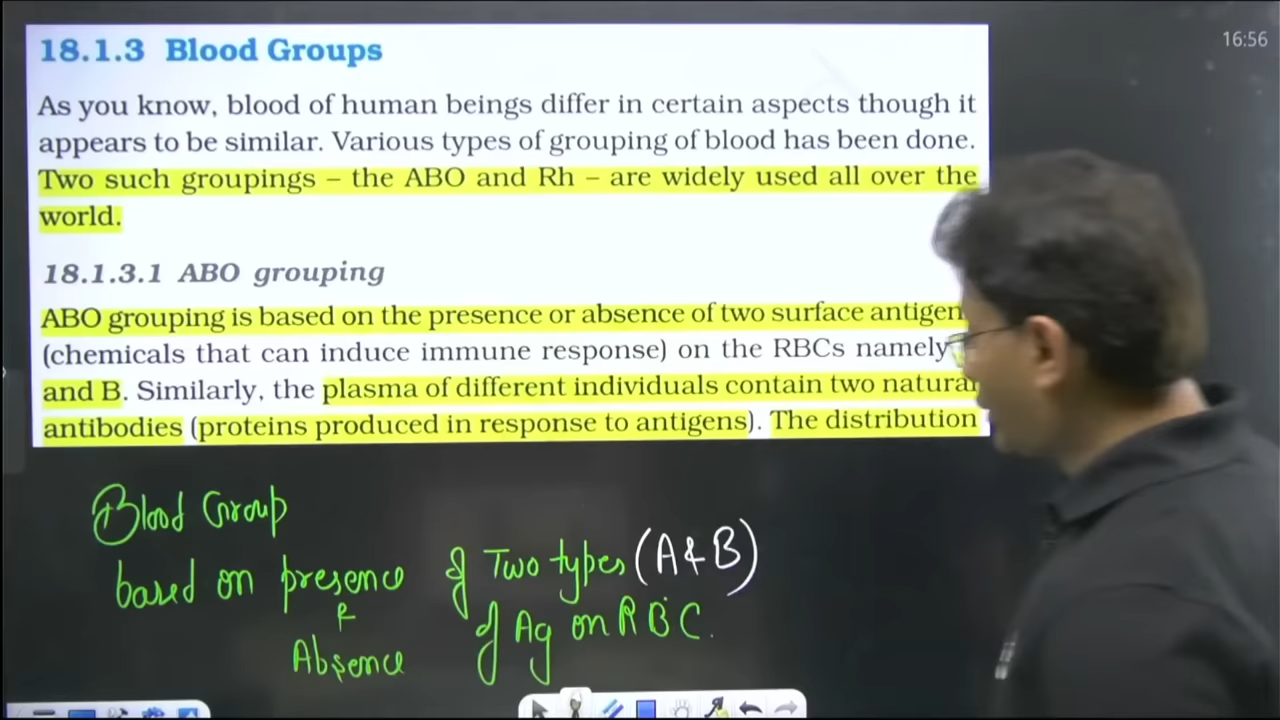 16:56
18.1.3 Blood Groups
As you know, blood of human beings differ in certain aspects though it
appears to be similar. Various types of grouping of blood has been done.
Two such groupings – the ABO and Rh – are widely used all over the
world.
18.1.3.1 ABO grouping
ABO grouping is based on the presence or absence of two surface antigen
(chemicals that can induce immune response) on the RBCs namely
and B. Similarly, the plasma of different individuals contain two natural
antibodies (proteins produced in response to antigens). The distribution
Blood Group
based on presence of Two types (A & B)
&
Absence of Ag on RBC.